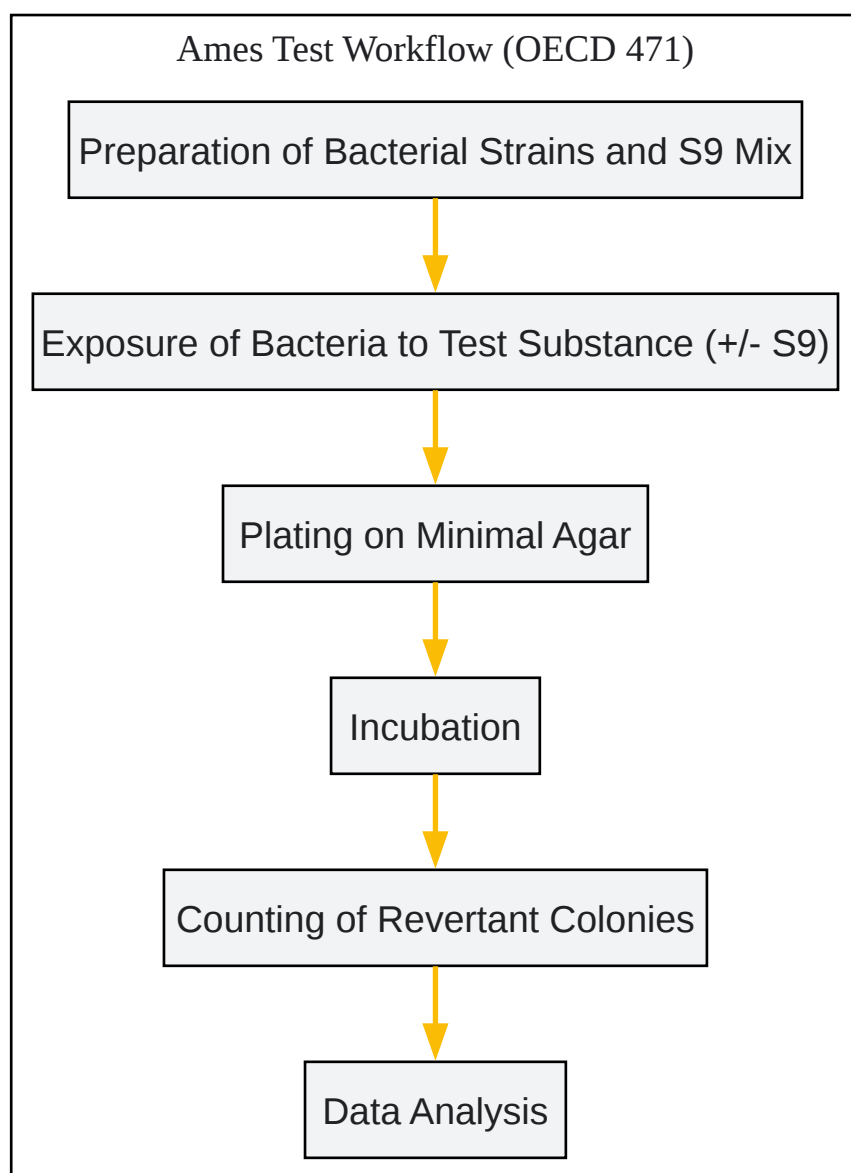 Ames Test Workflow (OECD 471)
Preparation of Bacterial Strains and S9 Mix
Exposure of Bacteria to Test Substance (+/- S9)
Plating on Minimal Agar
Incubation
Counting of Revertant Colonies
Data Analysis